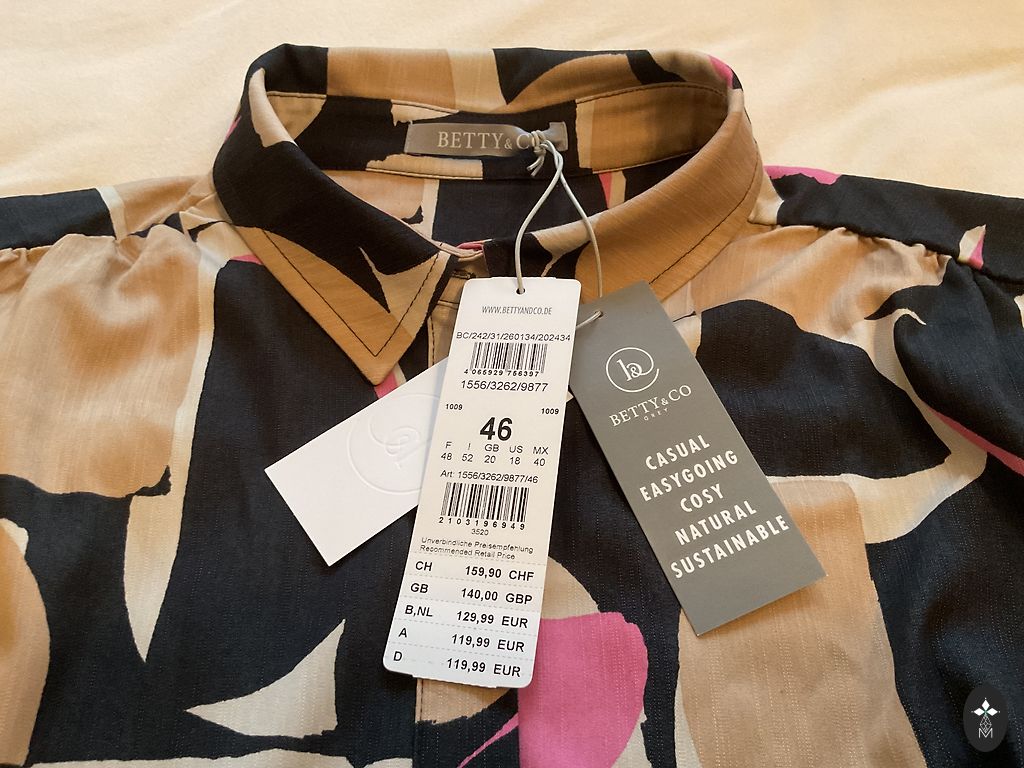 BETTY&CO
WWW.BETTYANDCO.DE
BC/242/31/260134/202434
4 065929 756397
1556/3262/9877
1009 1009
46
F I GB US MX
48 52 20 18 40
Art: 1556/3262/9877/46
2103196949
3520
Unverbindliche Preisempfehlung
Recommended Retail Price
CH 159,90 CHF
GB 140,00 GBP
B,NL 129,99 EUR
A 119,99 EUR
D 119,99 EUR
b&
BETTY&CO
GREY
CASUAL
EASYGOING
COSY
NATURAL
SUSTAINABLE
M